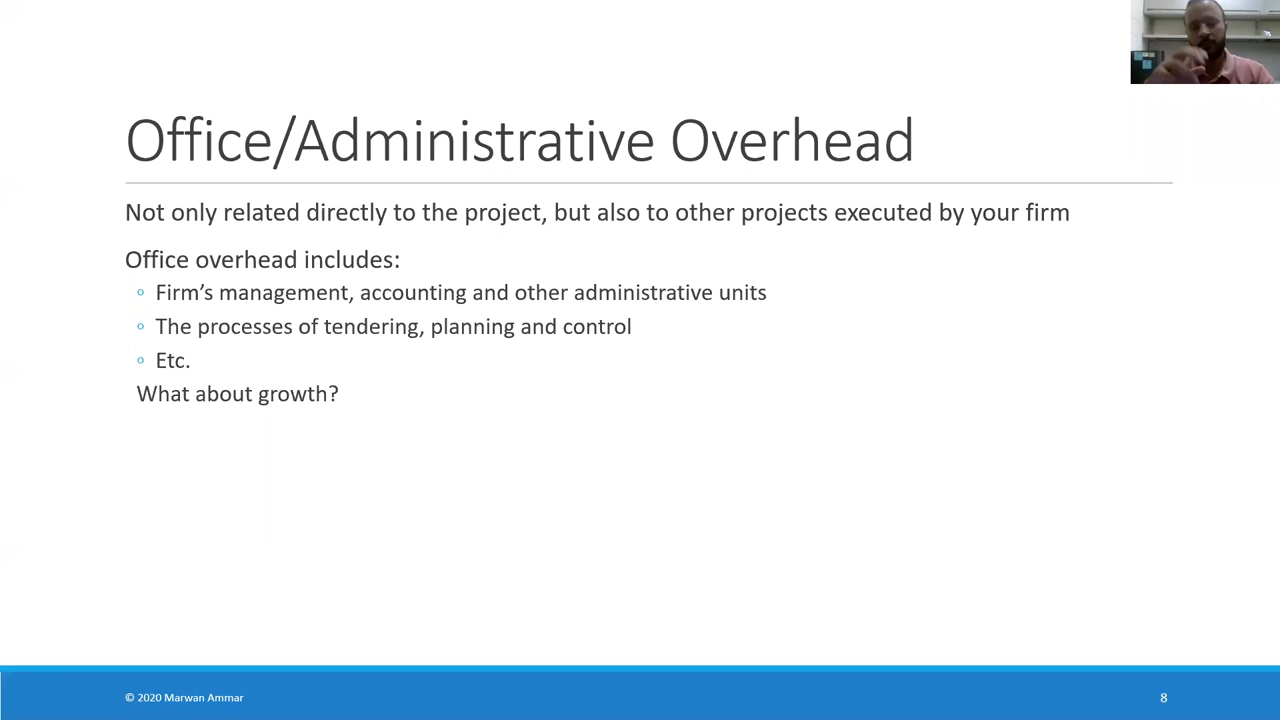 Office/Administrative Overhead
Not only related directly to the project, but also to other projects executed by your firm
Office overhead includes:
◦ Firm’s management, accounting and other administrative units
◦ The processes of tendering, planning and control
◦ Etc.
What about growth?
© 2020 Marwan Ammar
8